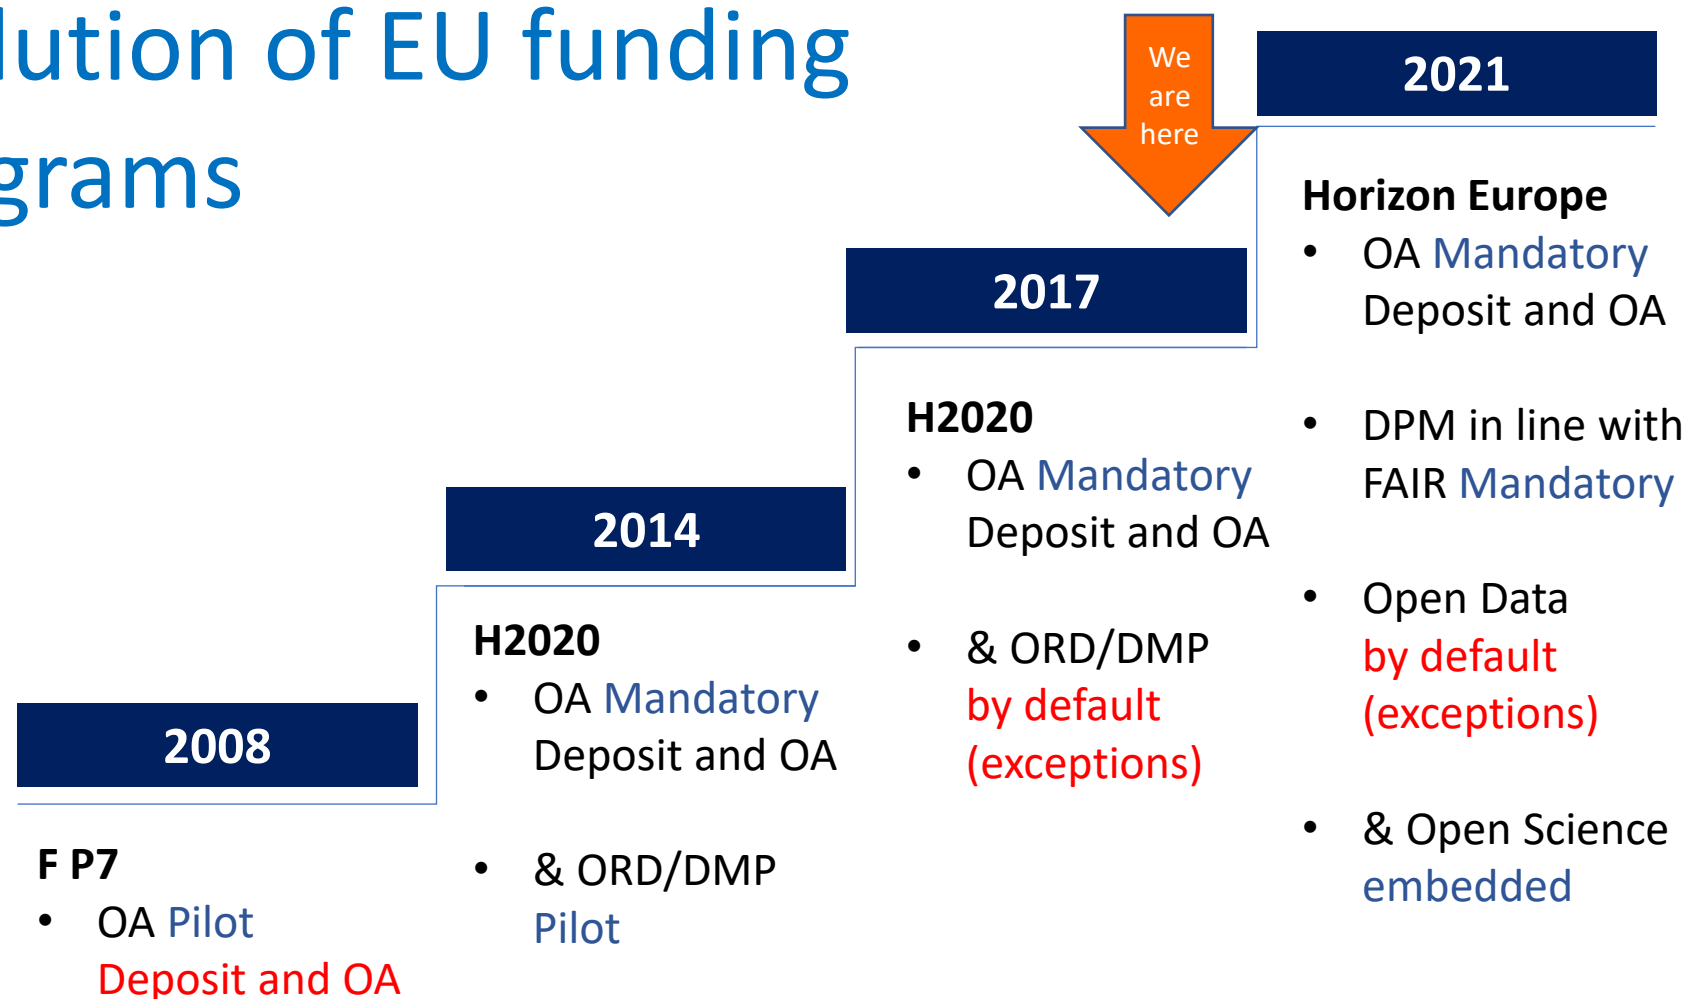 lution of EU funding
grams
We
are
here
2021
Horizon Europe
• OA Mandatory
Deposit and OA
• DPM in line with
FAIR Mandatory
• Open Data
by default
(exceptions)
• & Open Science
embedded
2017
H2020
• OA Mandatory
Deposit and OA
• & ORD/DMP
by default
(exceptions)
2014
H2020
• OA Mandatory
Deposit and OA
• & ORD/DMP
Pilot
2008
F P7
• OA Pilot
Deposit and OA